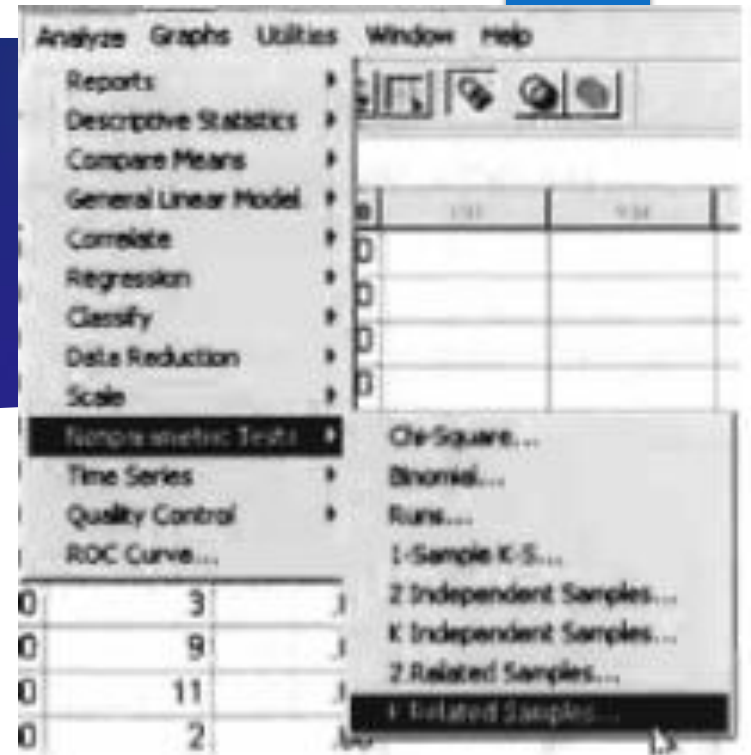 Analyze Graphs Utilities Window Help
Reports
Descriptive Statistics
Compare Means
General Linear Model
Correlate
Regression
Classify
Data Reduction
Scale
Nonparametric Tests
Time Series
Quality Control
ROC Curve...
Chi-Square...
Binomial...
Runs...
1-Sample K-S...
2 Independent Samples...
K Independent Samples...
2 Related Samples...
K Related Samples...
3
9
11
2